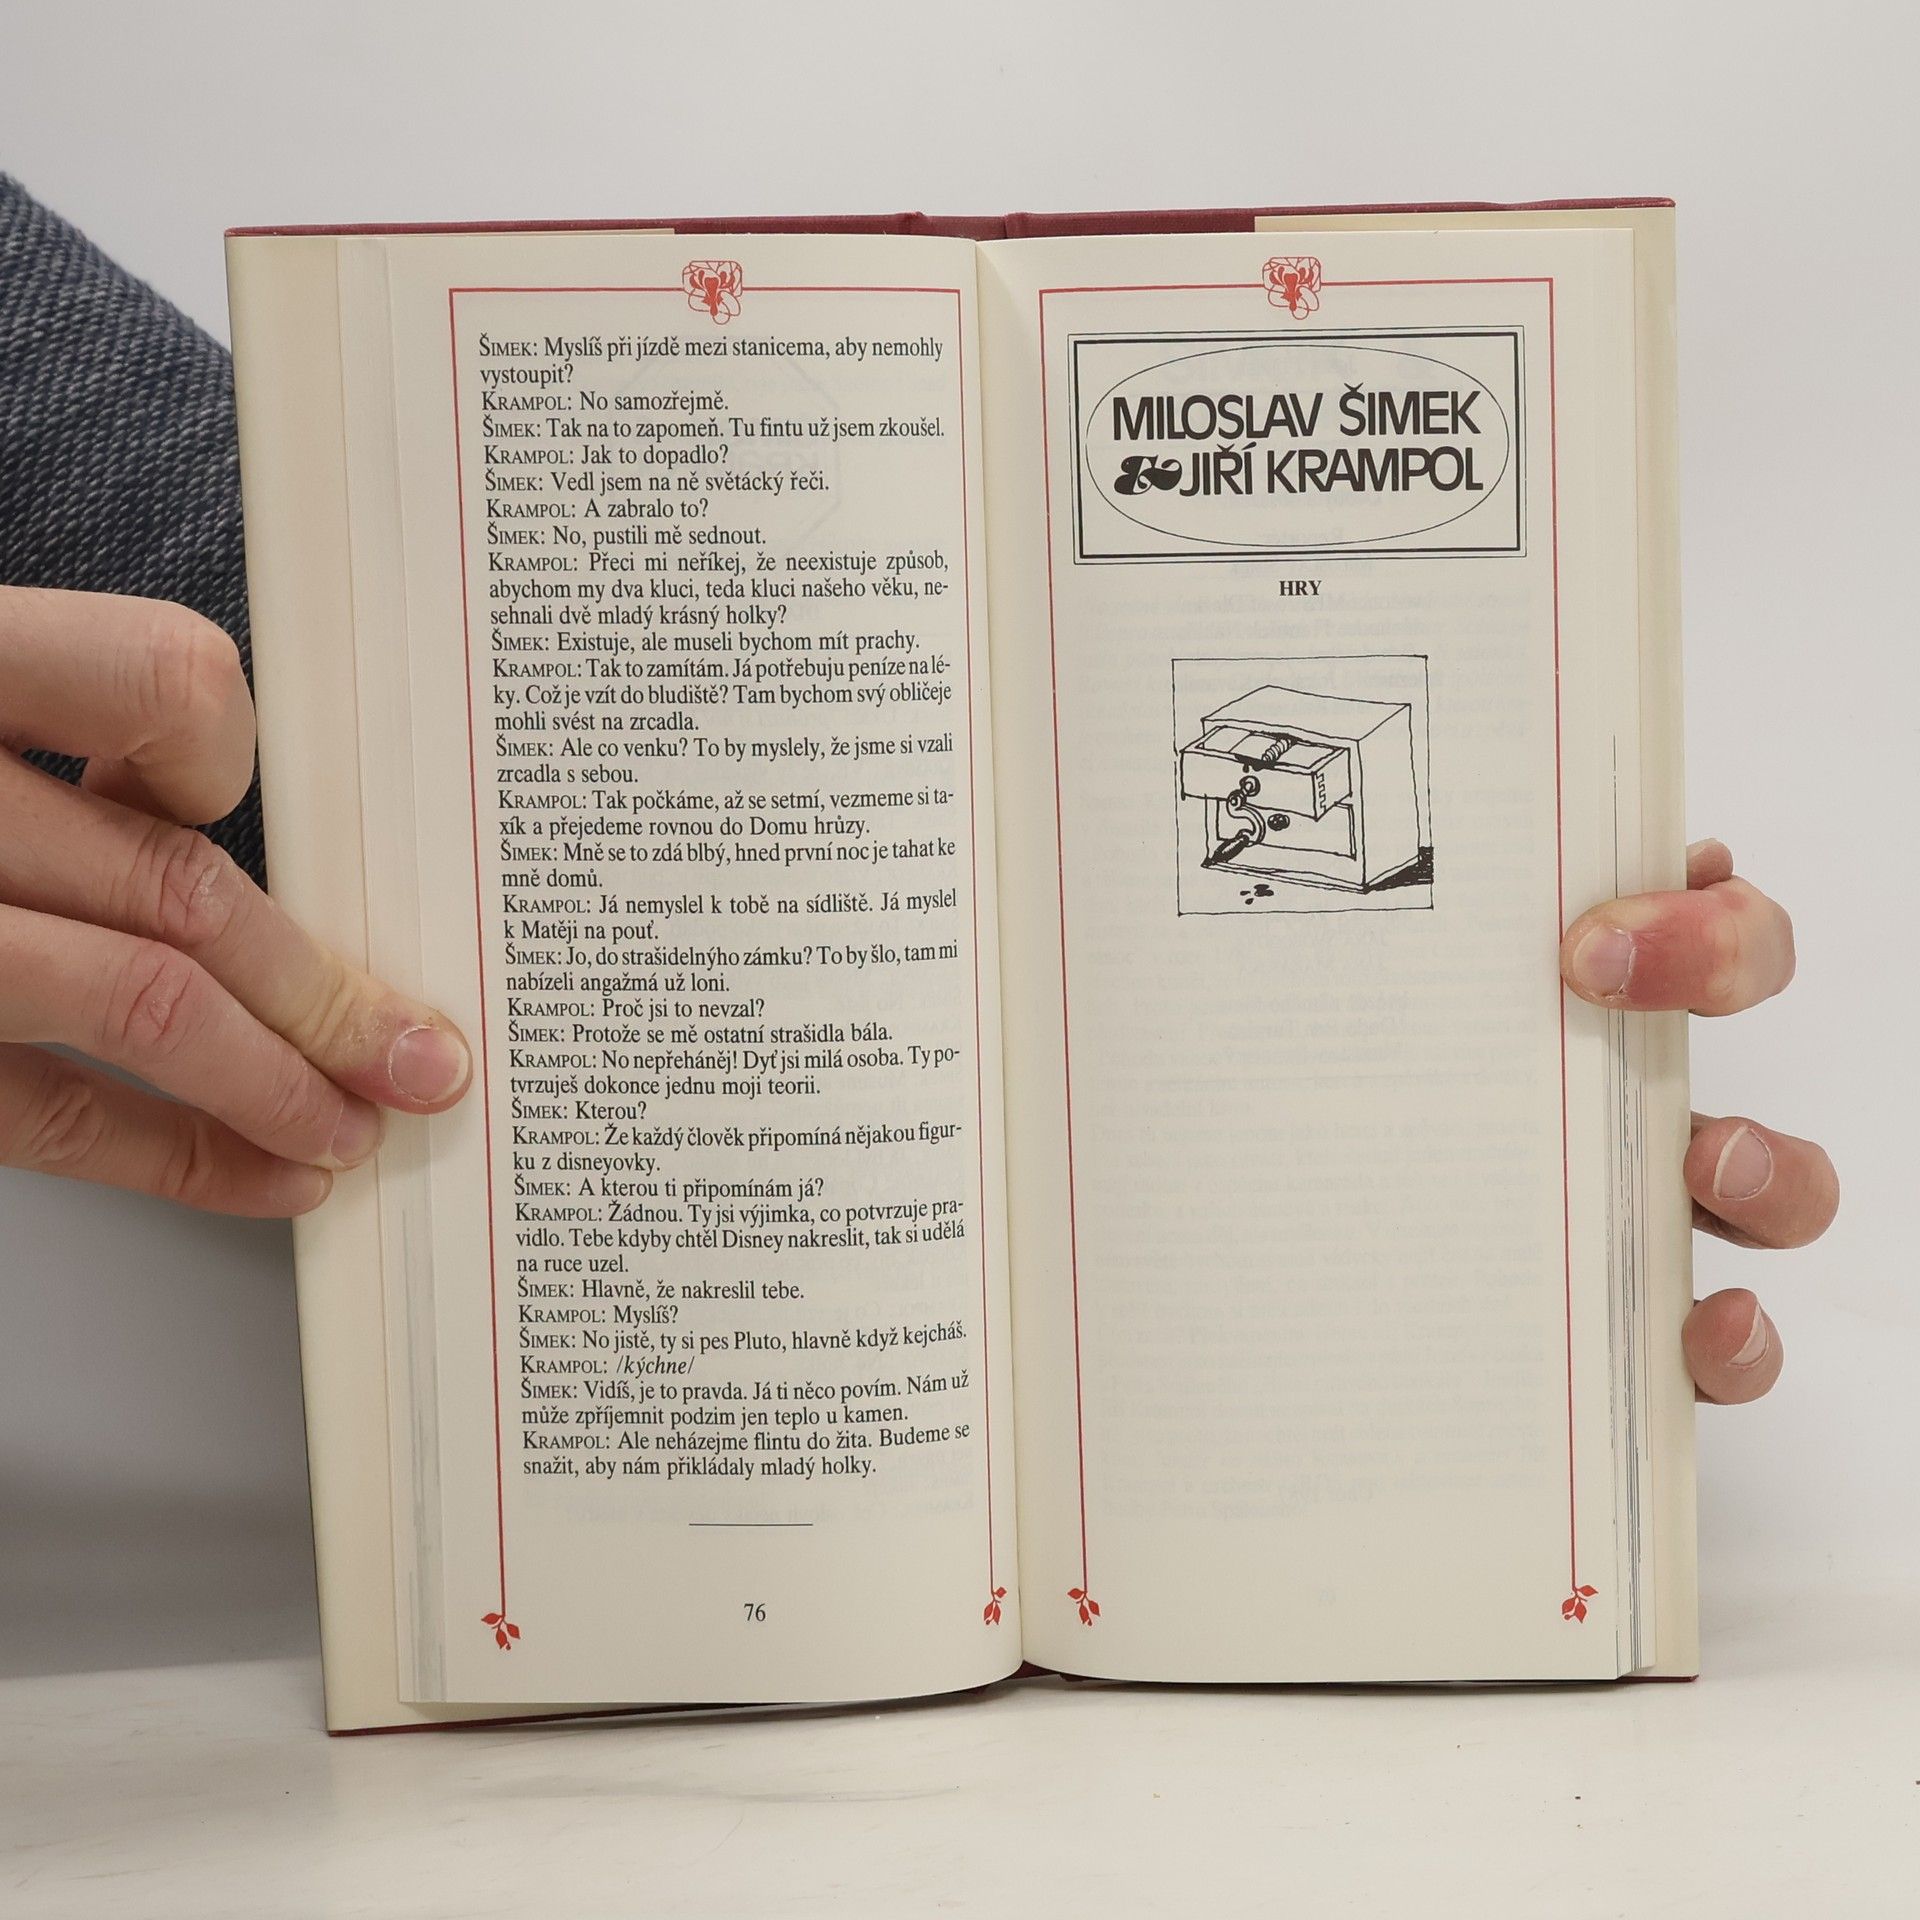 ŠIMEK: Myslíš při jízdě mezi stanicema, aby nemohly
vystoupit?
KRAMPOL: No samozřejmě.
ŠIMEK: Tak na to zapomeň. Tu fintu už jsem zkoušel.
KRAMPOL: Jak to dopadlo?
ŠIMEK: Vedl jsem na ně světácký řeči.
KRAMPOL: A zabralo to?
ŠIMEK: No, pustili mě sednout.
KRAMPOL: Přeci mi neříkej, že neexistuje způsob,
abychom my dva kluci, teda kluci našeho věku, ne-
sehnali dvě mladý krásný holky?
ŠIMEK: Existuje, ale museli bychom mít prachy.
KRAMPOL: Tak to zamítám. Já potřebuju peníze na lé-
ky. Což je vzít do bludiště? Tam bychom svý obličeje
mohli svést na zrcadla.
ŠIMEK: Ale co venku? To by myslely, že jsme si vzali
zrcadla s sebou.
KRAMPOL: Tak počkáme, až se setmí, vezmeme si ta-
xík a přejedeme rovnou do Domu hrůzy.
ŠIMEK: Mně se to zdá blbý, hned první noc je tahat ke
mně domů.
KRAMPOL: Já nemyslel k tobě na sídliště. Já myslel
k Matěji na pouť.
ŠIMEK: Jo, do strašidelnýho zámku? To by šlo, tam mi
nabízeli angažmá už loni.
KRAMPOL: Proč jsi to nevzal?
ŠIMEK: Protože se mě ostatní strašidla bála.
KRAMPOL: No nepřeháněj! Dyť jsi milá osoba. Ty po-
tvrzuješ dokonce jednu moji teorii.
ŠIMEK: Kterou?
KRAMPOL: Že každý člověk připomíná nějakou figur-
ku z disneyovky.
ŠIMEK: A kterou ti připomínám já?
KRAMPOL: Žádnou. Ty jsi výjimka, co potvrzuje pra-
vidlo. Tebe kdyby chtěl Disney nakreslit, tak si udělá
na ruce uzel.
ŠIMEK: Hlavně, že nakreslil tebe.
KRAMPOL: Myslíš?
ŠIMEK: No jistě, ty si pes Pluto, hlavně když kejcháš.
KRAMPOL: /kýchne/
ŠIMEK: Vidíš, je to pravda. Já ti něco povím. Nám už
může zpříjemnit podzim jen teplo u kamen.
KRAMPOL: Ale neházejme flintu do žita. Budeme se
snažit, aby nám přikládaly mladý holky.
76
MILOSLAV ŠIMEK
& JIŘÍ KRAMPOL
HRY